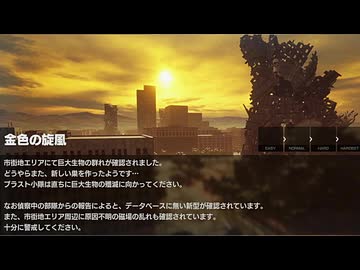 金色の旋風
EASY
NORMAL
HARD
HARDEST
市街地エリアにて巨大生物の群れが確認されました。
どうやらまた、新しい巣を作ったようです…
ブラスト小隊は直ちに巨大生物の殲滅に向かってください。
なお偵察中の部隊からの報告によると、データベースに無い新型が確認されています。
また、市街地エリア周辺に原因不明の磁場の乱れも確認されています。
十分に警戒してください。